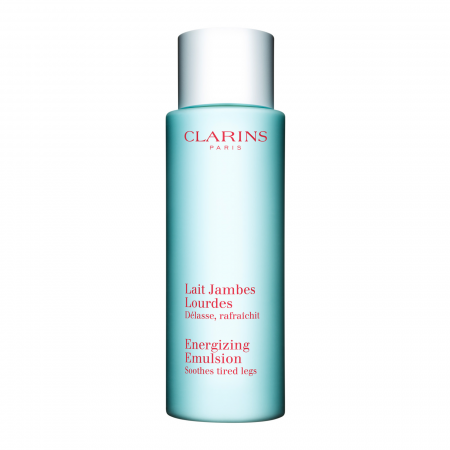 CLARINS
PARIS
Lait Jambes
Lourdes
Délasse, rafraîchit
Energizing
Emulsion
Soothes tired legs